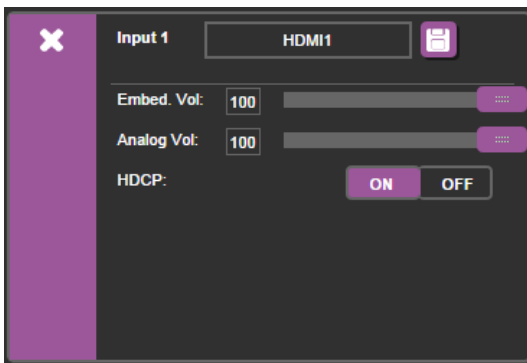 Input 1 HDMI1
Embed. Vol: 100
Analog Vol: 100
HDCP: ON OFF